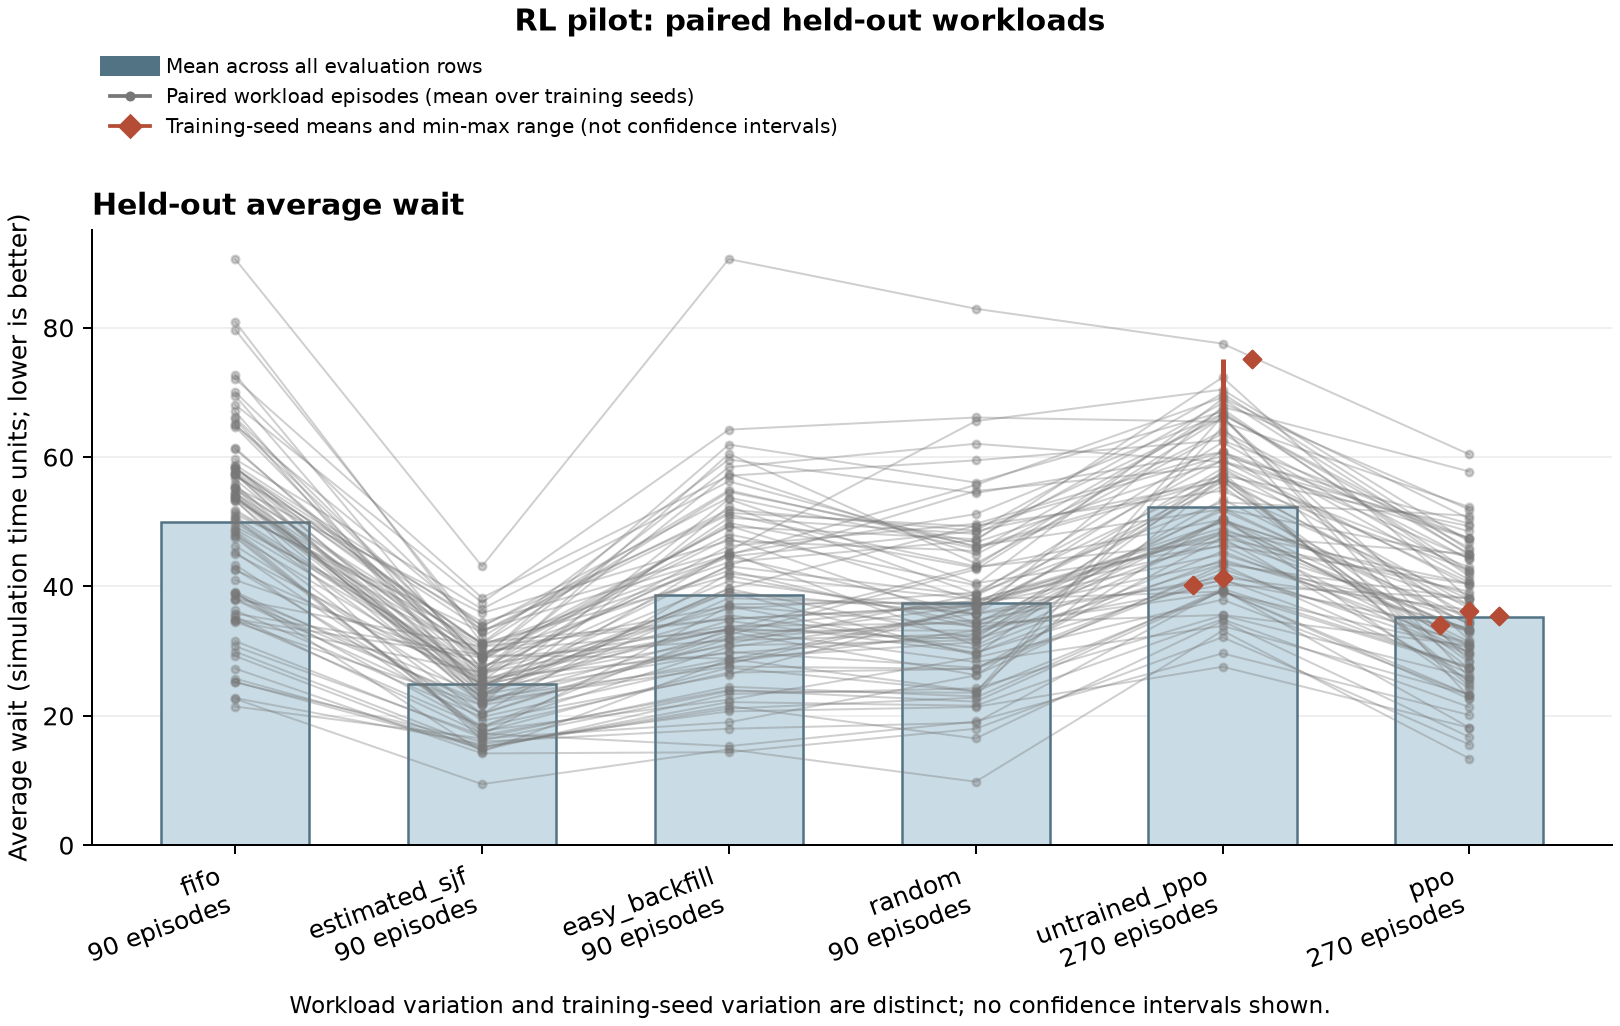 RL pilot: paired held-out workloads
Mean across all evaluation rows
Paired workload episodes (mean over training seeds)
Training-seed means and min-max range (not confidence intervals)
Held-out average wait
Average wait (simulation time units; lower is better)
80
60
40
20
0
fifo
90 episodes
estimated_sjf
90 episodes
easy_backfill
90 episodes
random
90 episodes
untrained_ppo
270 episodes
ppo
270 episodes
Workload variation and training-seed variation are distinct; no confidence intervals shown.